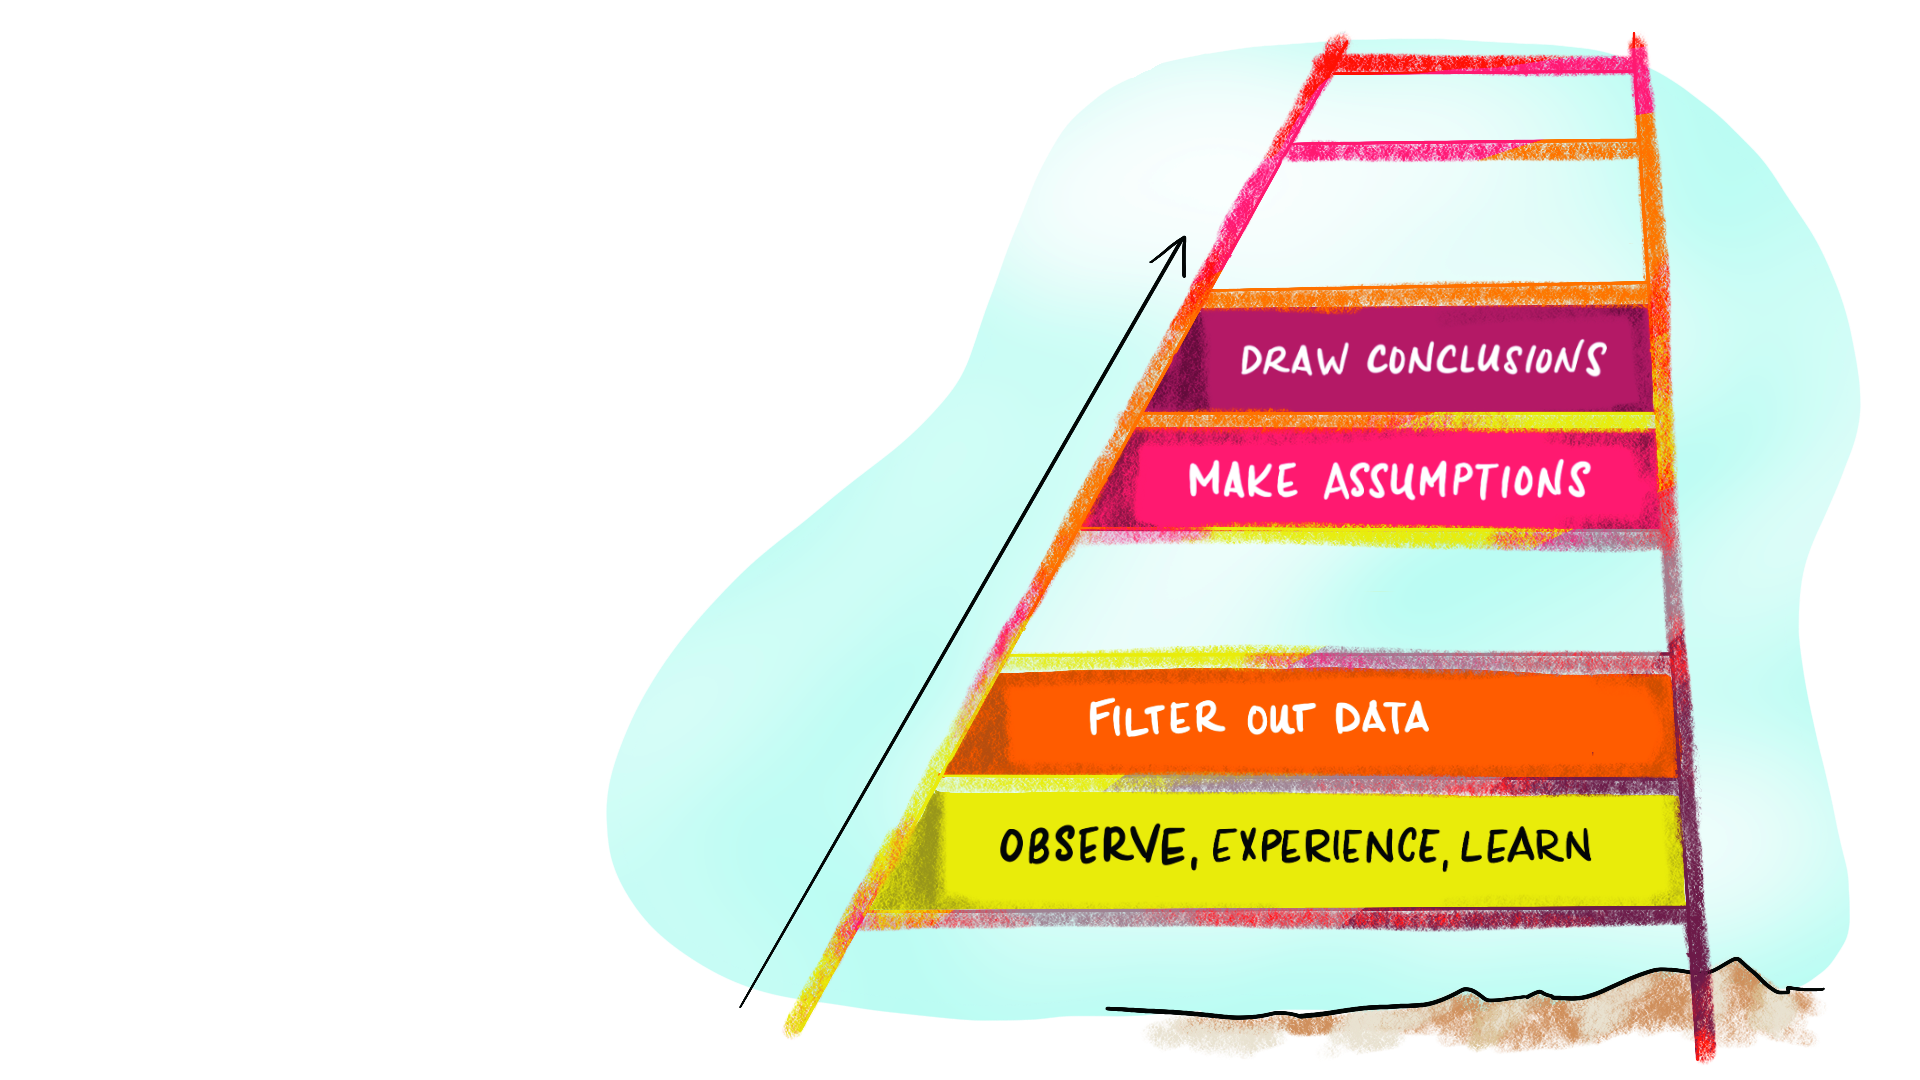 DRAW CONCLUSIONS
MAKE ASSUMPTIONS
FILTER OUT DATA
OBSERVE, EXPERIENCE, LEARN